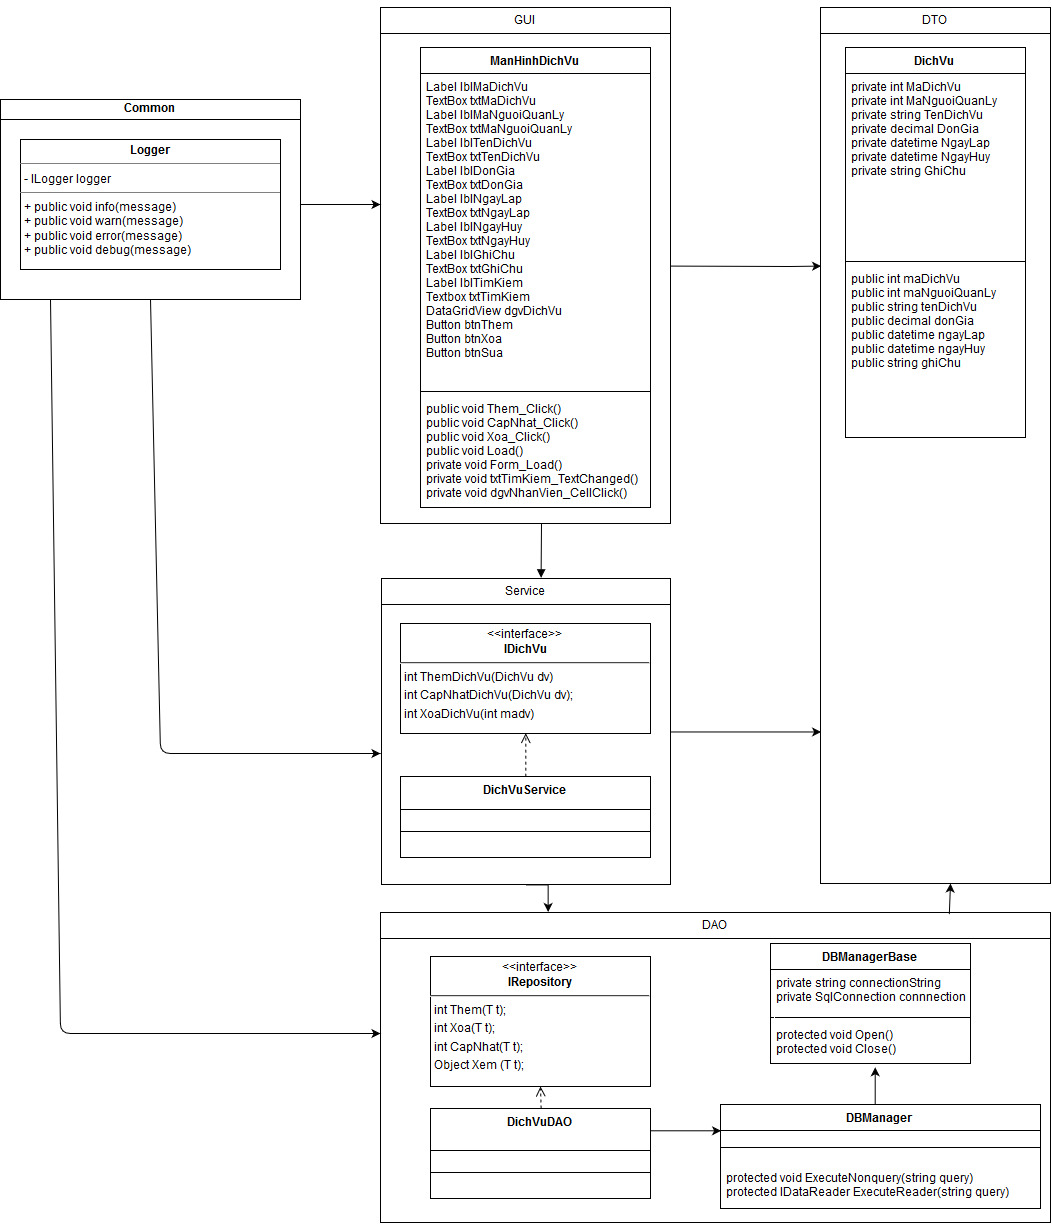 Common
Logger
- ILogger logger
+ public void info(message)
+ public void warn(message)
+ public void error(message)
+ public void debug(message)
GUI
ManHinhDichVu
Label lblMaDichVu
TextBox txtMaDichVu
Label lblMaNguoiQuanLy
TextBox txtMaNguoiQuanLy
Label lblTenDichVu
TextBox txtTenDichVu
Label lblDonGia
TextBox txtDonGia
Label lblNgayLap
TextBox txtNgayLap
Label lblNgayHuy
TextBox txtNgayHuy
Label lblGhiChu
TextBox txtGhiChu
Label lblTimKiem
Textbox txtTimKiem
DataGridView dgvDichVu
Button btnThem
Button btnXoa
Button btnSua
public void Them_Click()
public void CapNhat_Click()
public void Xoa_Click()
public void Load()
private void Form_Load()
private void txtTimKiem_TextChanged()
private void dgvNhanVien_CellClick()
DTO
DichVu
private int MaDichVu
private int MaNguoiQuanLy
private string TenDichVu
private decimal DonGia
private datetime NgayLap
private datetime NgayHuy
private string GhiChu
public int maDichVu
public int maNguoiQuanLy
public string tenDichVu
public decimal donGia
public datetime ngayLap
public datetime ngayHuy
public string ghiChu
Service
<<interface>>
IDichVu
int ThemDichVu(DichVu dv)
int CapNhatDichVu(DichVu dv);
int XoaDichVu(int madv)
DichVuService
DAO
<<interface>>
IRepository
int Them(T t);
int Xoa(T t);
int CapNhat(T t);
Object Xem (T t);
DichVuDAO
DBManagerBase
private string connectionString
private SqlConnection connnection
protected void Open()
protected void Close()
DBManager
protected void ExecuteNonquery(string query)
protected IDataReader ExecuteReader(string query)